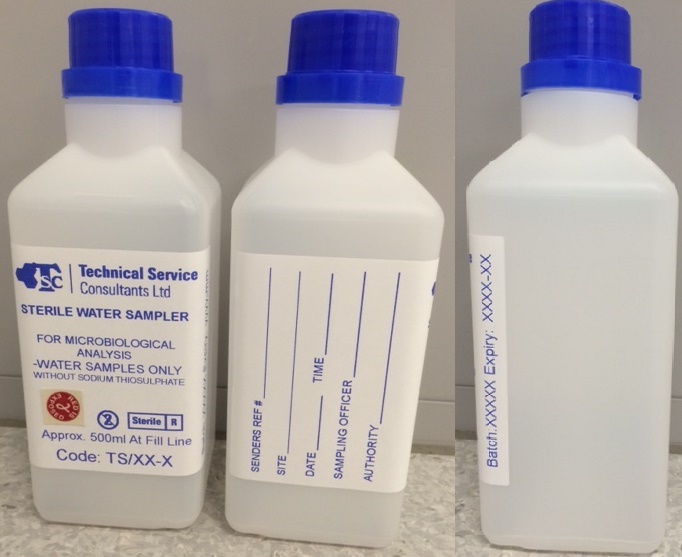 TSC
Technical Service
Consultants Ltd
STERILE WATER SAMPLER
FOR MICROBIOLOGICAL
ANALYSIS
-WATER SAMPLES ONLY
WITHOUT SODIUM THIOSULPHATE
2
Sterile R
Approx. 500ml At Fill Line
Code: TS/XX-X
SENDERS REF #
SITE
DATE TIME
SAMPLING OFFICER
AUTHORITY
Batch:XXXXX Expiry: XXXX-XX